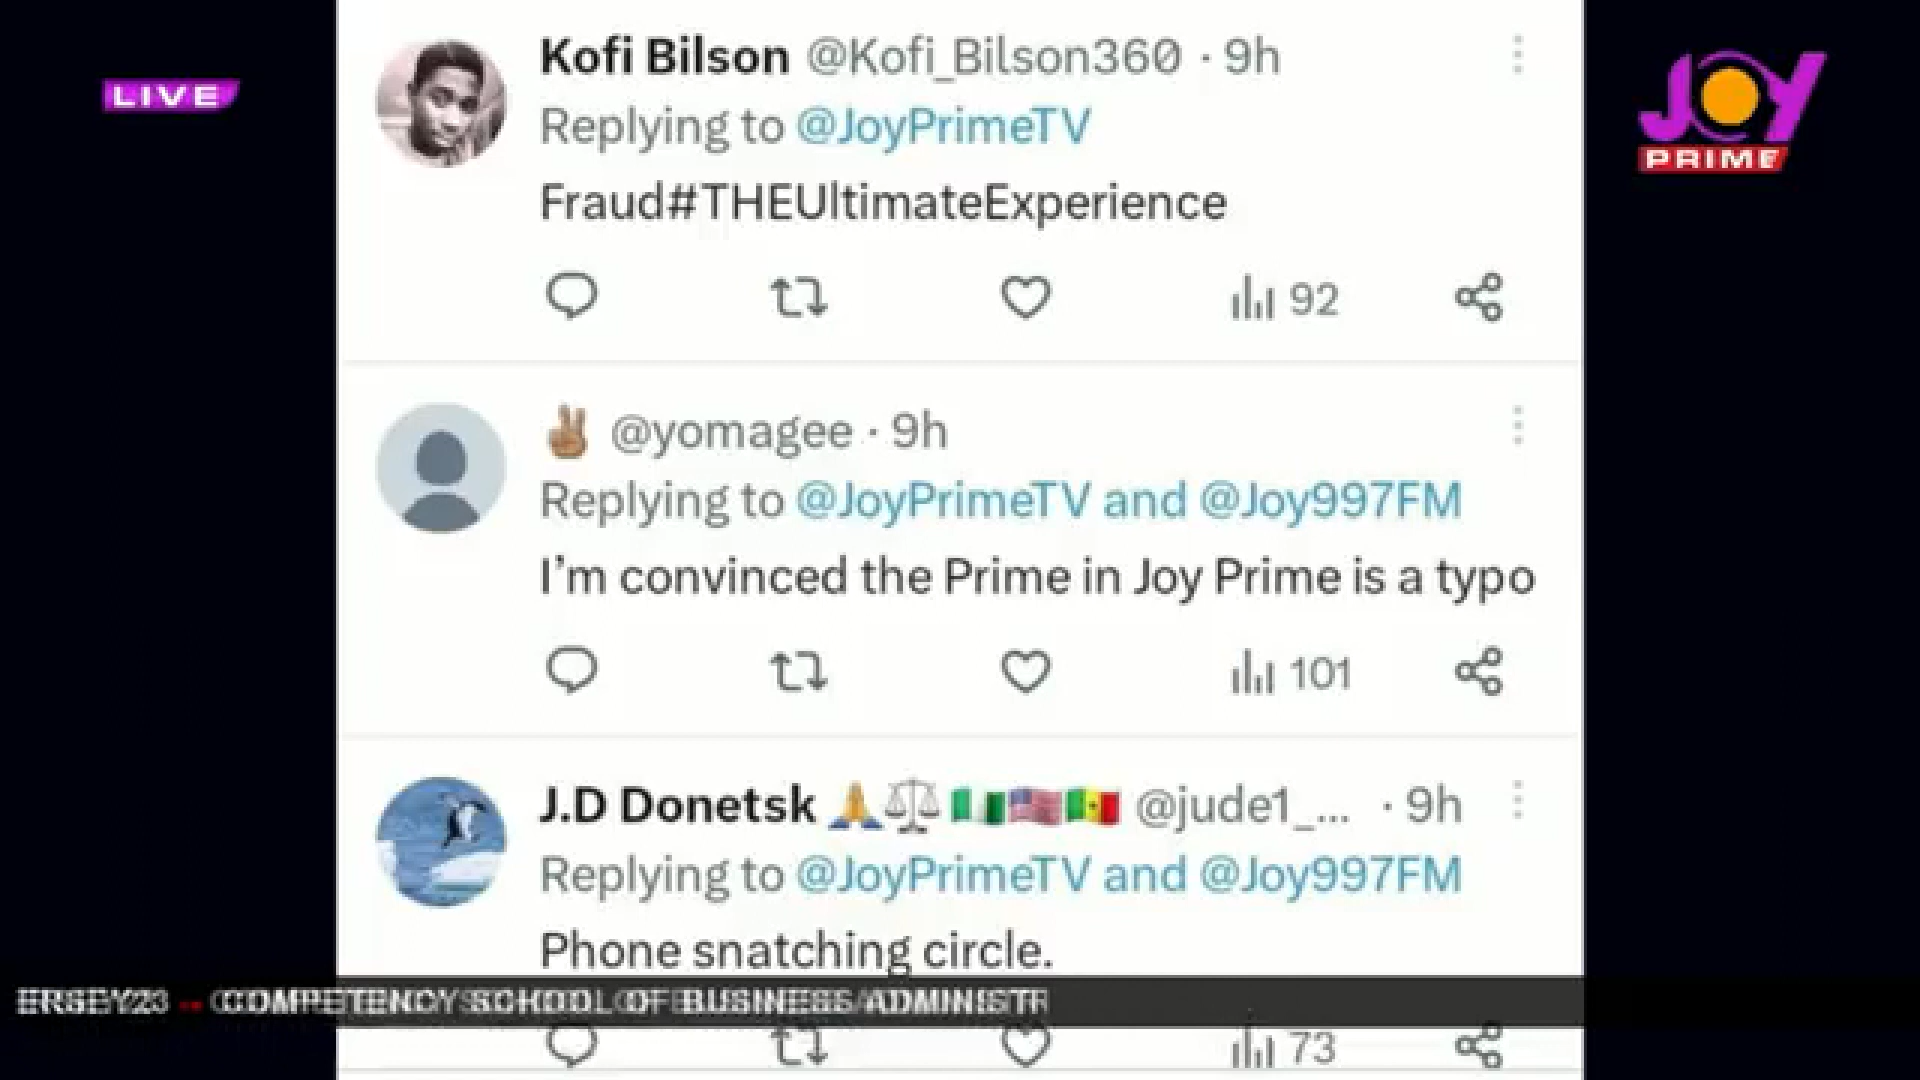 LIVE
JOY
PRIME
Kofi Bilson @Kofi_Bilson360 · 9h
Replying to @JoyPrimeTV
Fraud#THEUltimateExperience
92
✌🏽 @yomagee · 9h
Replying to @JoyPrimeTV and @Joy997FM
I'm convinced the Prime in Joy Prime is a typo
101
J.D Donetsk 🙏⚖️🇳🇬🇺🇸🇸🇳 @jude1_... · 9h
Replying to @JoyPrimeTV and @Joy997FM
Phone snatching circle.
ERSEY23 -- COMPETENCY SCHOOL OF BUSINESS ADMINISTR
73